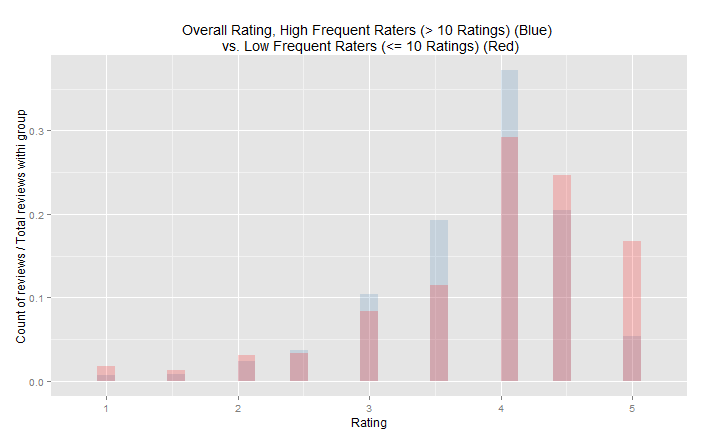 Overall Rating, High Frequent Raters (> 10 Ratings) (Blue)
vs. Low Frequent Raters (<= 10 Ratings) (Red)
Count of reviews / Total reviews withi group
0.3
0.2
0.1
0.0
1
2
3
4
5
Rating